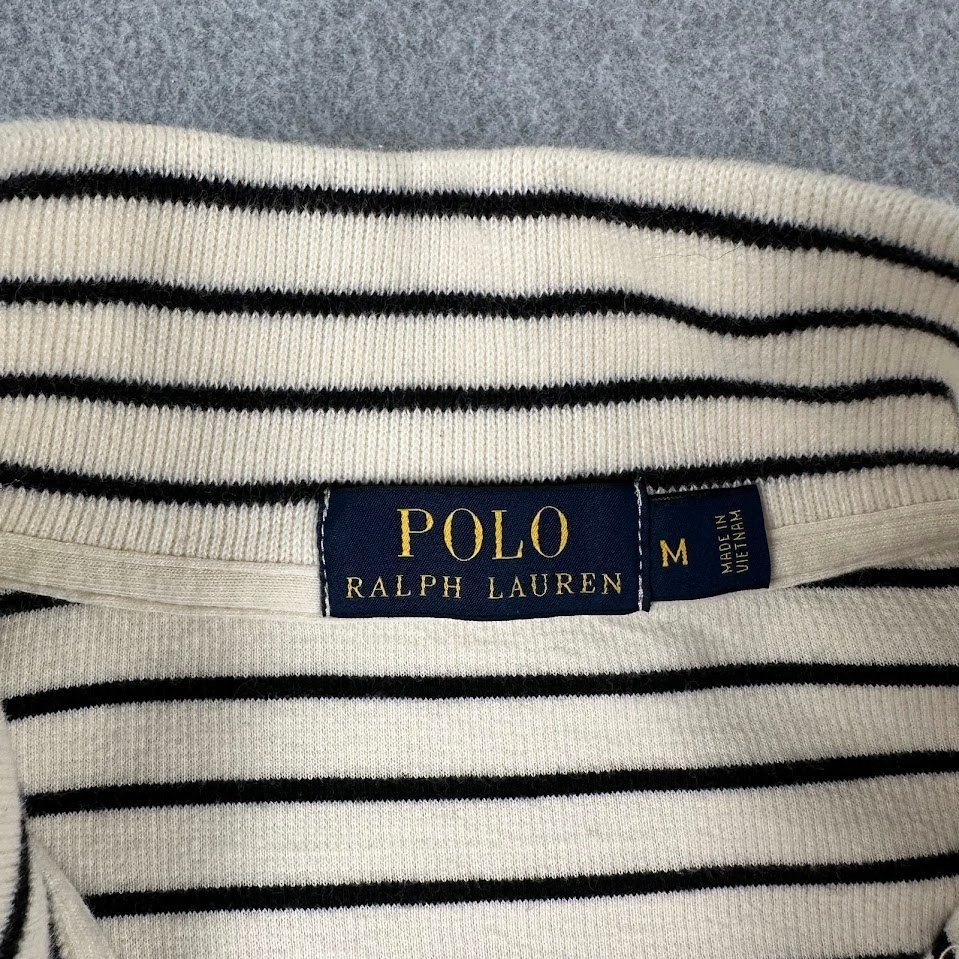 POLO
RALPH LAUREN
M
MADE IN
VIETNAM